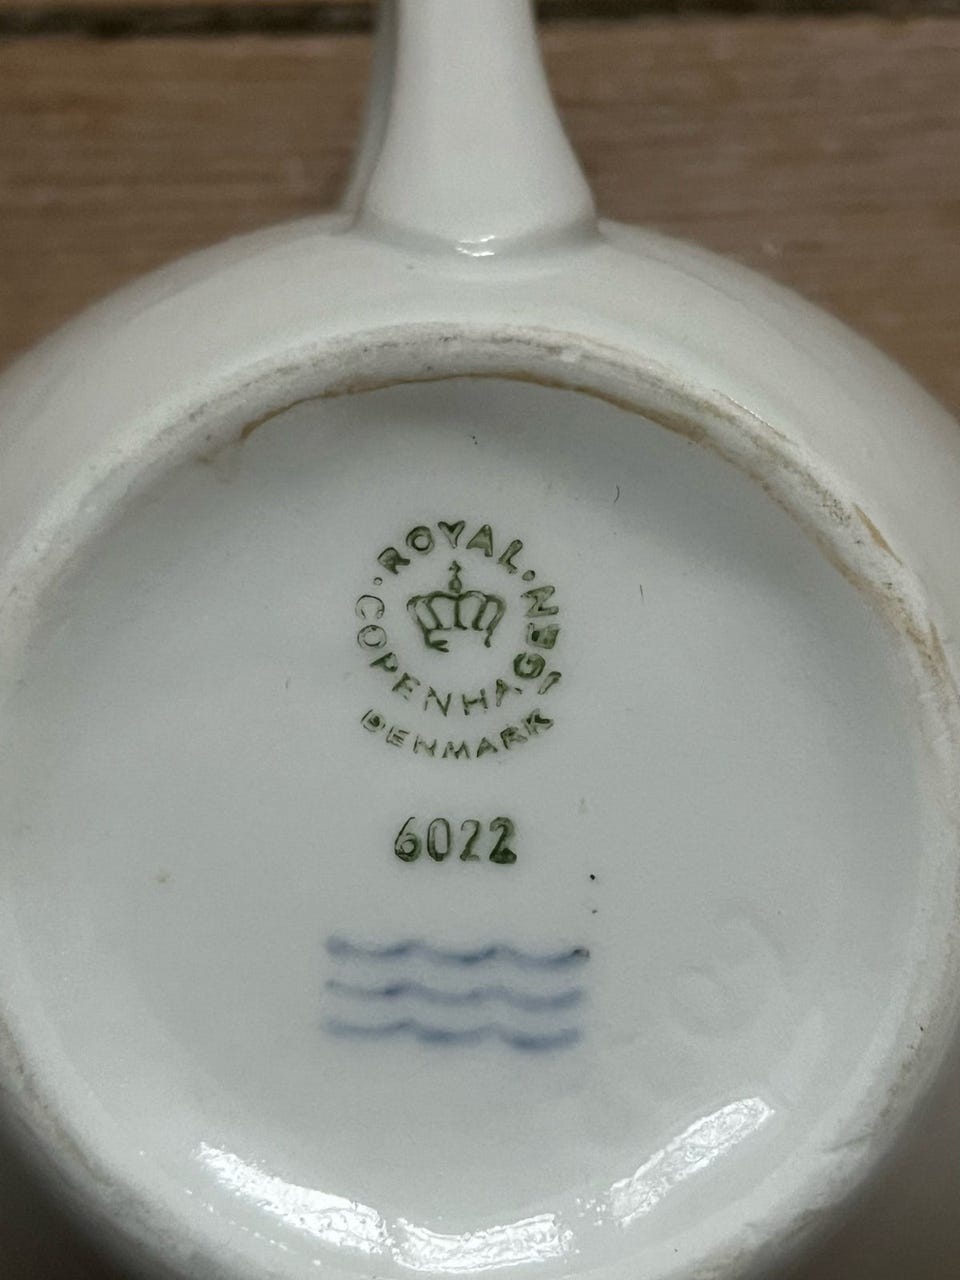 ROYAL
COPENHAGEN
DENMARK
6022